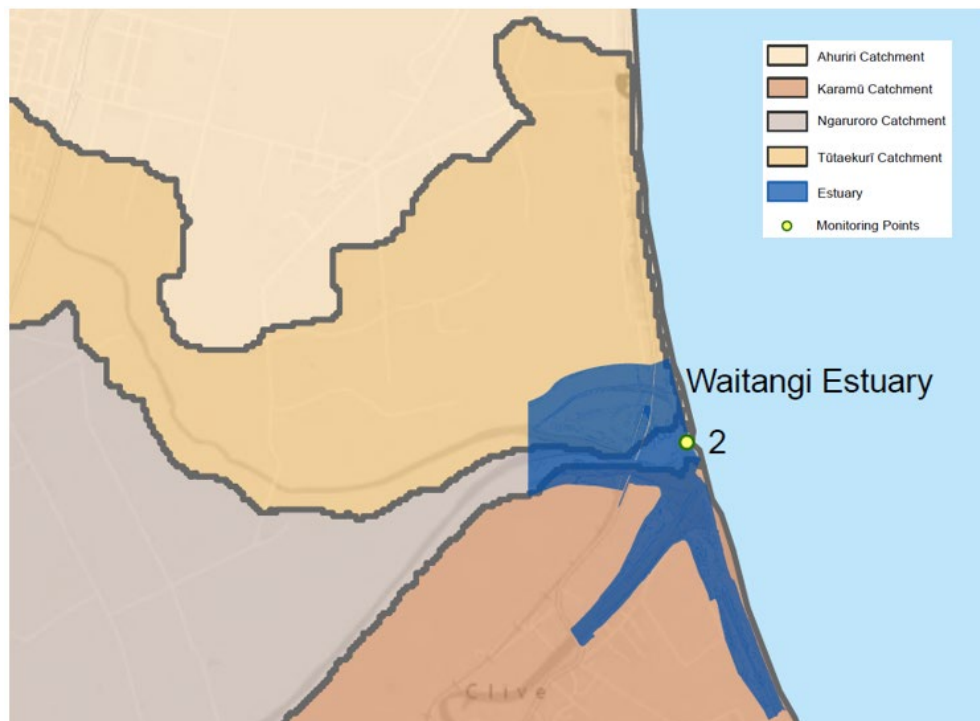 Ahuriri Catchment
Karamū Catchment
Ngaruroro Catchment
Tūtaekurī Catchment
Estuary
Monitoring Points
Waitangi Estuary
2
Clive